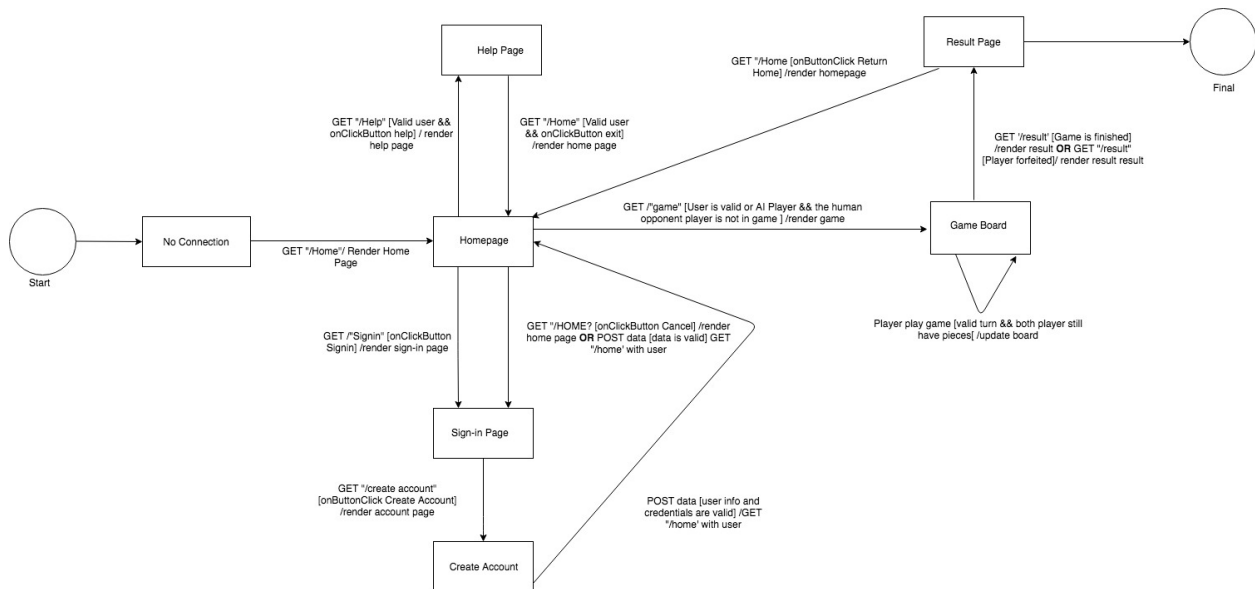 Help Page
Result Page
Final
GET "/Home [onButtonClick Return
Home] /render homepage
GET "/Help" [Valid user &&
onClickButton help] / render
help page
GET "/Home" [Valid user
&& onClickButton exit]
/render home page
GET '/result' [Game is finished]
/render result OR GET "/result"
[Player forfeited]/ render result result
GET /"game" [User is valid or AI Player && the human
opponent player is not in game ] /render game
Start
No Connection
GET "/Home"/ Render Home
Page
Homepage
Game Board
GET /"Signin" [onClickButton
Signin] /render sign-in page
GET "/HOME? [onClickButton Cancel] /render
home page OR POST data [data is valid] GET
"/home' with user
Player play game [valid turn && both player still
have pieces[ /update board
Sign-in Page
GET "/create account"
[onButtonClick Create Account]
/render account page
POST data [user info and
credentials are valid] /GET
"/home' with user
Create Account